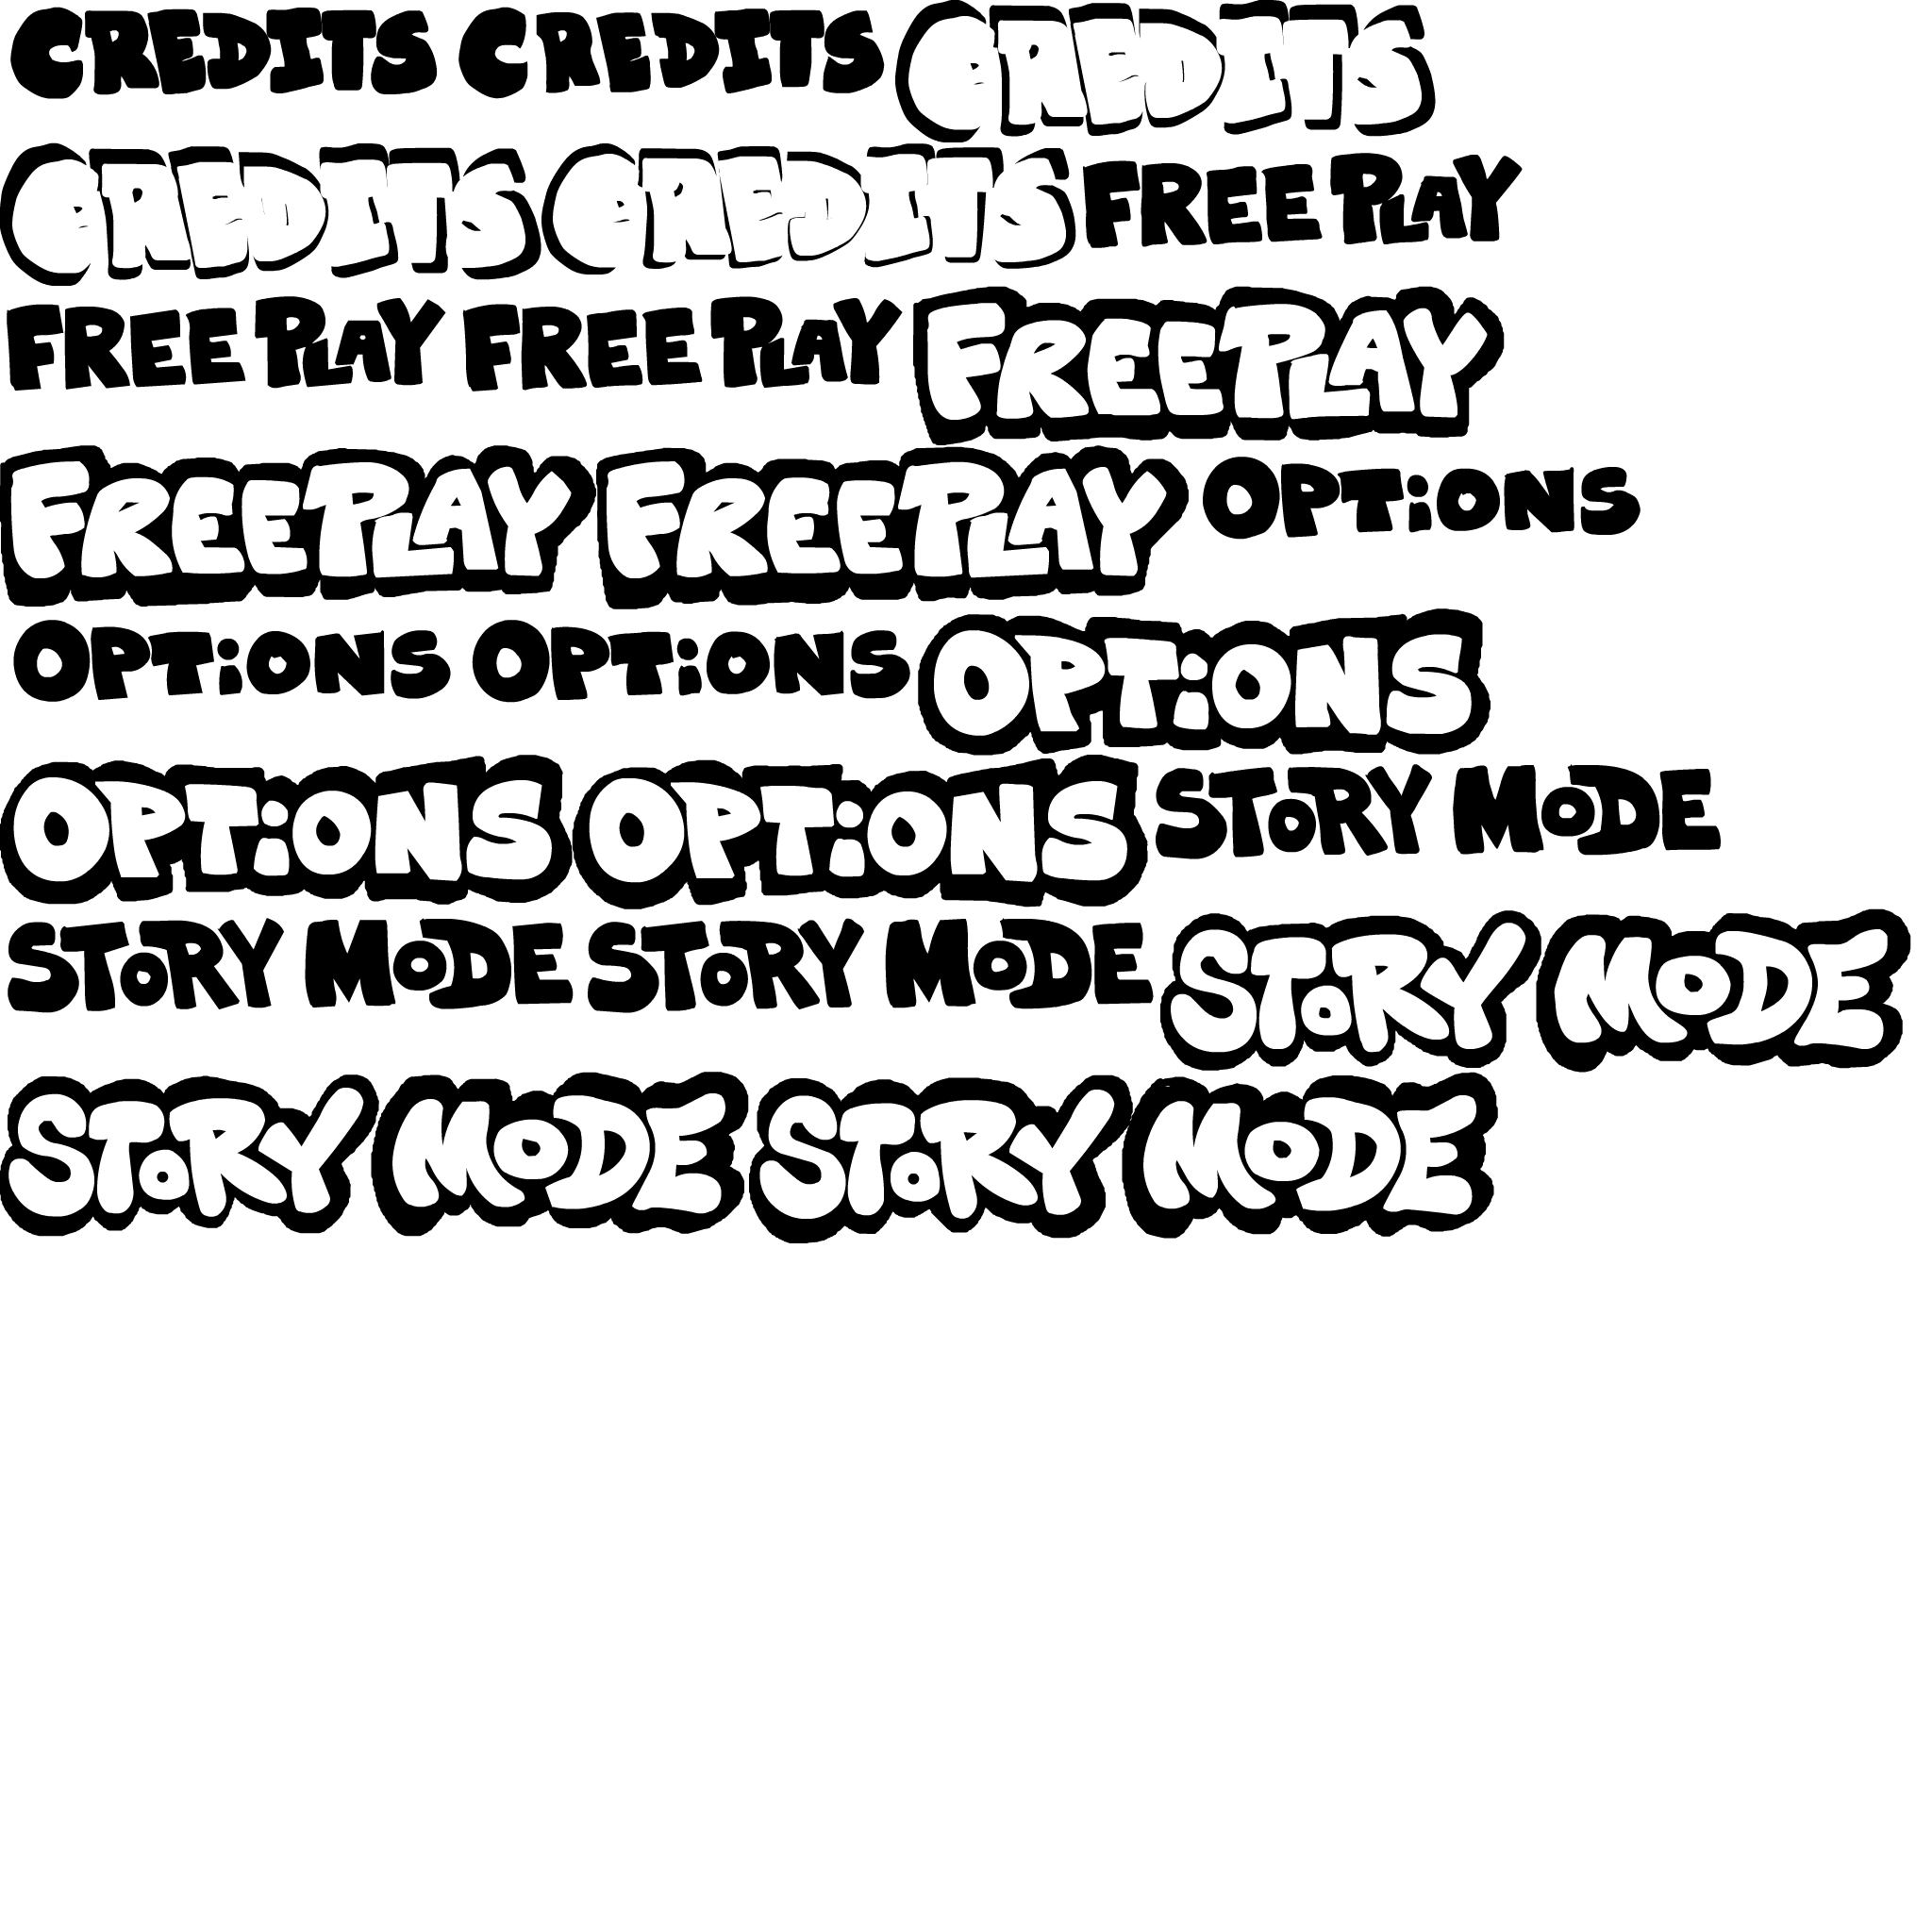 CREDITS CREDITS CREDITS
CREDITS CREDITS FREE PLAY
FREE PLAY FREE PLAY FREEPLAY
FREEPLAY FREEPLAY OPTiONS
OPTiONS OPTiONS OPTiONS
OPTiONS OPTiONS STORY MODE
STORY MODE STORY MODE STORY MODE
STORY MODE STORY MODE